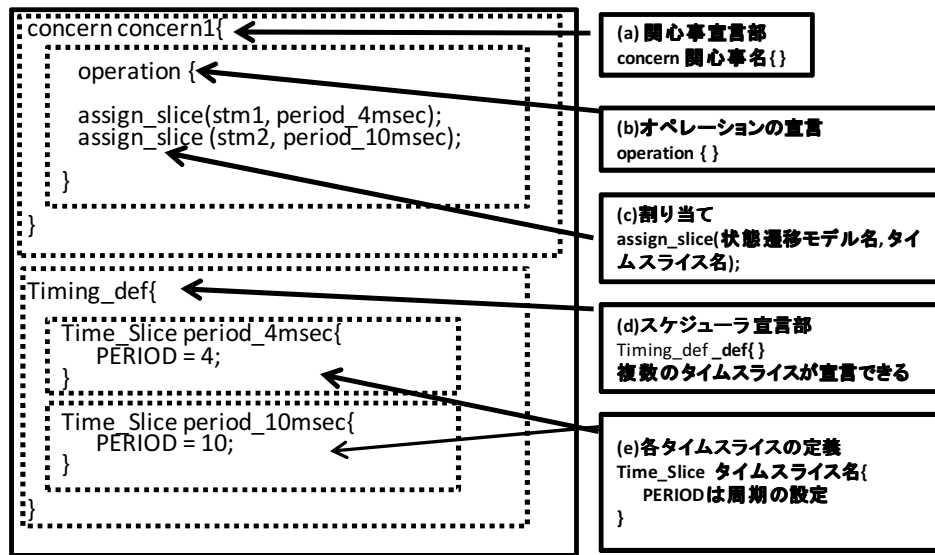 concern concern1{
operation {
assign_slice(stm1, period_4msec);
assign_slice (stm2, period_10msec);
}
}
Timing_def{
Time_Slice period_4msec{
PERIOD = 4;
}
Time_Slice period_10msec{
PERIOD = 10;
}
}
(a) 関心事宣言部
concern 関心事名{ }
(b)オペレーションの宣言
operation { }
(c)割り当て
assign_slice(状態遷移モデル名, タイ
ムスライス名);
(d)スケジューラ宣言部
Timing_def _def{ }
複数のタイムスライスが宣言できる
(e)各タイムスライスの定義
Time_Slice タイムスライス名{
PERIODは周期の設定
}